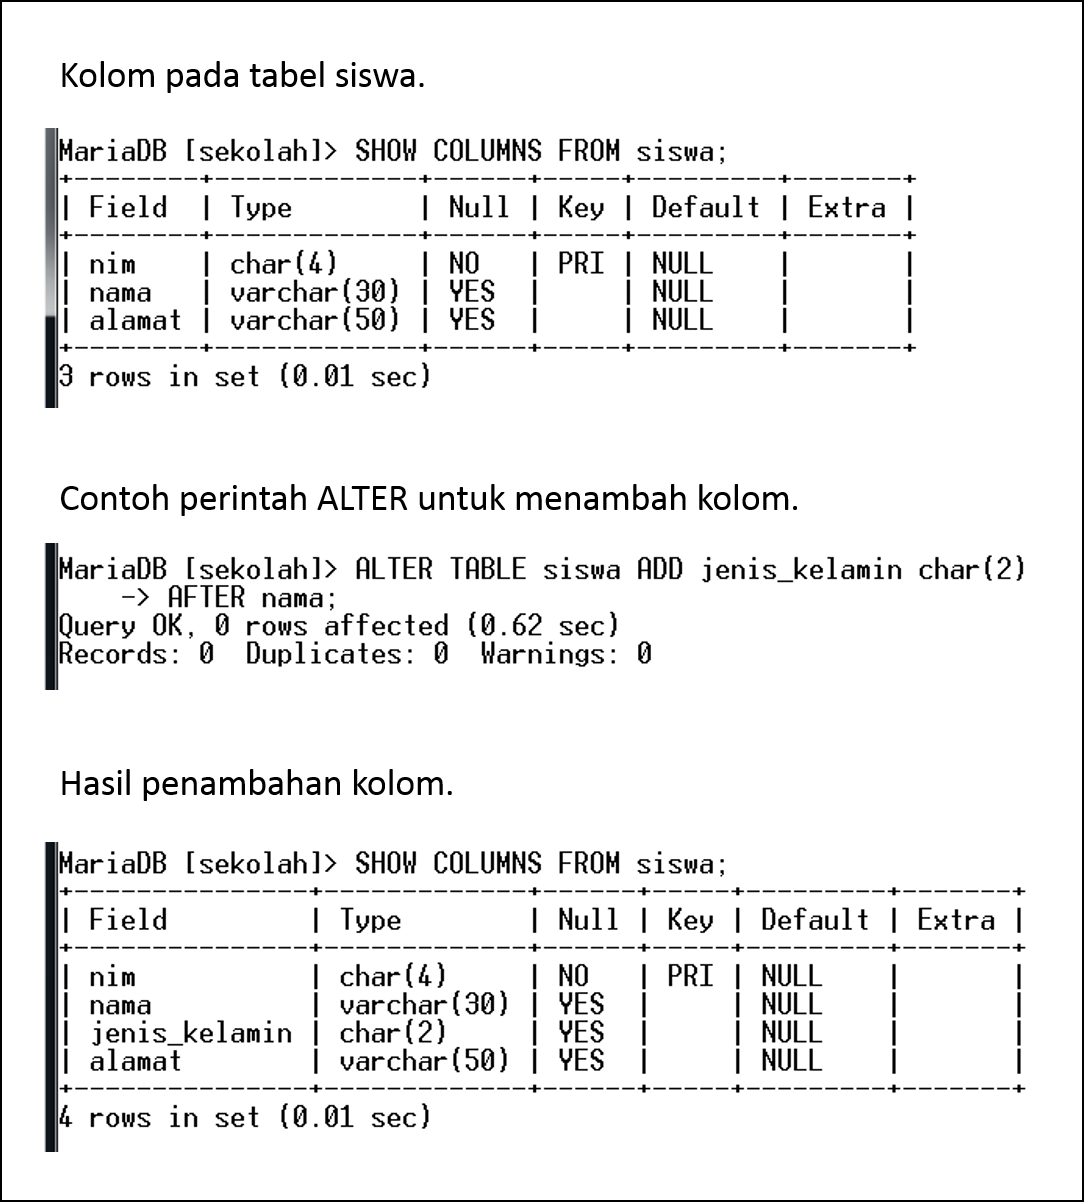 Kolom pada tabel siswa.
MariaDB [sekolah]> SHOW COLUMNS FROM siswa;
+---------+-------------+------+-----+---------+-------+
| Field   | Type        | Null | Key | Default | Extra |
+---------+-------------+------+-----+---------+-------+
| nim     | char(4)     | NO   | PRI | NULL    |       |
| nama    | varchar(30) | YES  |     | NULL    |       |
| alamat  | varchar(50) | YES  |     | NULL    |       |
+---------+-------------+------+-----+---------+-------+
3 rows in set (0.01 sec)
Contoh perintah ALTER untuk menambah kolom.
MariaDB [sekolah]> ALTER TABLE siswa ADD jenis_kelamin char(2)
    -> AFTER nama;
Query OK, 0 rows affected (0.62 sec)
Records: 0  Duplicates: 0  Warnings: 0
Hasil penambahan kolom.
MariaDB [sekolah]> SHOW COLUMNS FROM siswa;
+---------------+-------------+------+-----+---------+-------+
| Field         | Type        | Null | Key | Default | Extra |
+---------------+-------------+------+-----+---------+-------+
| nim           | char(4)     | NO   | PRI | NULL    |       |
| nama          | varchar(30) | YES  |     | NULL    |       |
| jenis_kelamin | char(2)     | YES  |     | NULL    |       |
| alamat        | varchar(50) | YES  |     | NULL    |       |
+---------------+-------------+------+-----+---------+-------+
4 rows in set (0.01 sec)